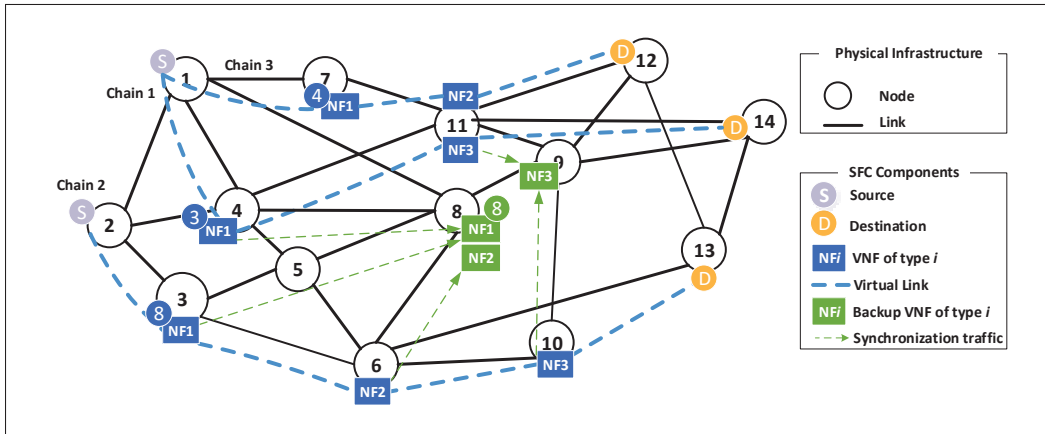 S
1
Chain 3
7
D
12
Physical Infrastructure
Chain 1
4
NF1
NF2
Node
11
D
14
Link
NF3
9
Chain 2
NF3
SFC Components
S
2
3
4
8
8
S
Source
NF1
NF1
D
Destination
NF2
13
NFi
VNF of type i
5
D
Virtual Link
3
8
NF1
NFi
Backup VNF of type i
10
Synchronization traffic
6
NF3
NF2